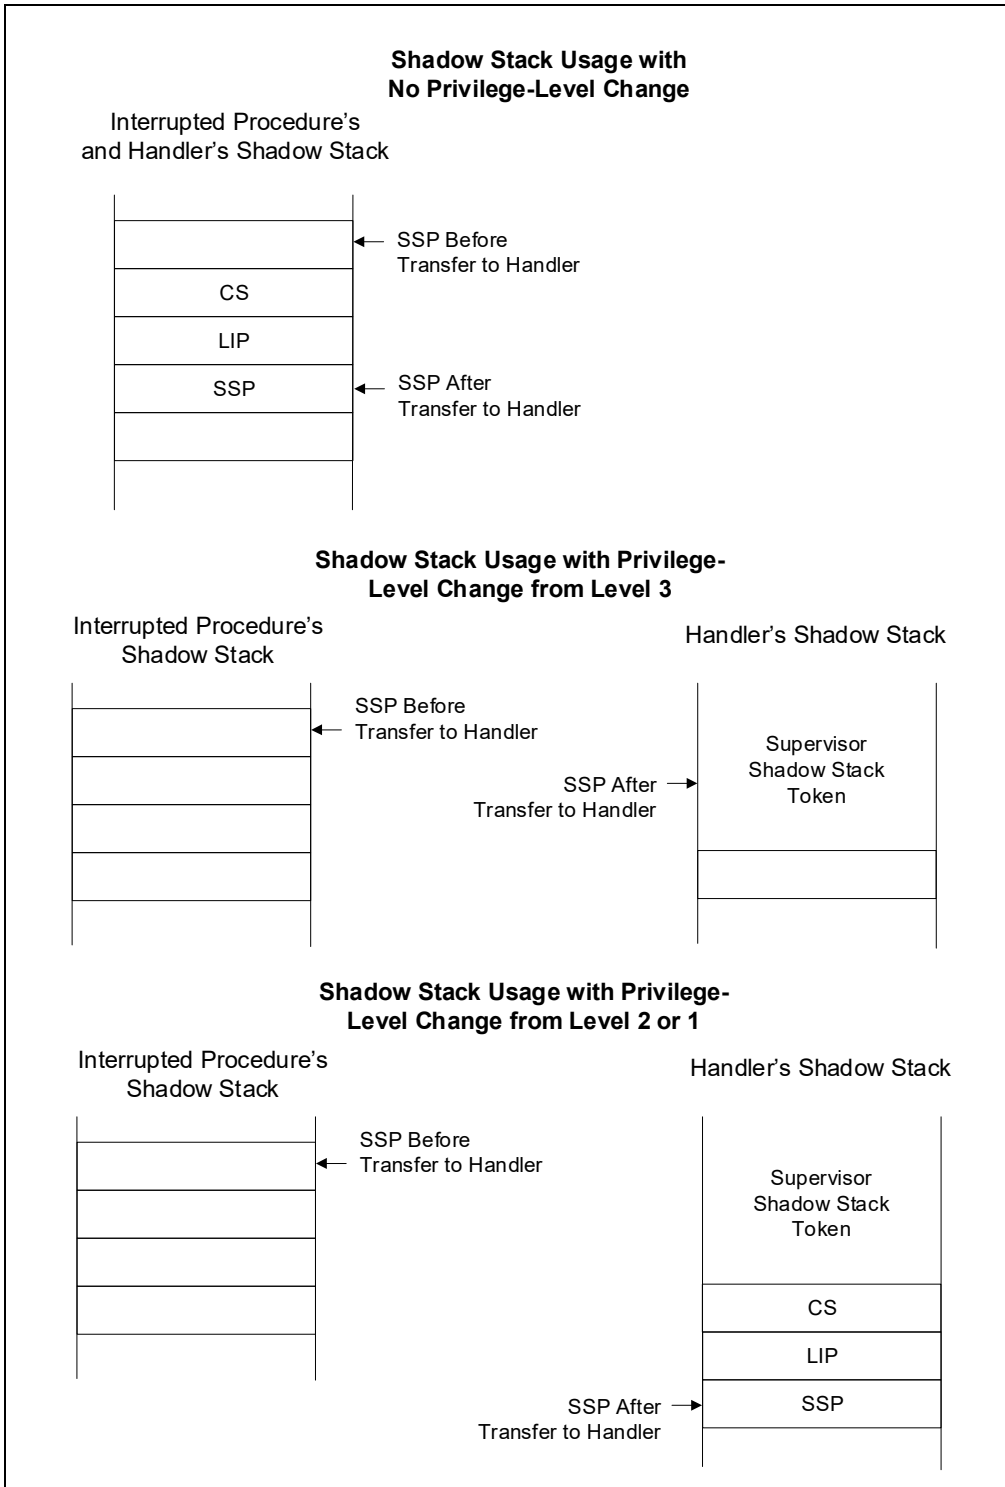 Shadow Stack Usage with
No Privilege-Level Change
Interrupted Procedure's
and Handler's Shadow Stack
SSP Before
Transfer to Handler
CS
LIP
SSP
SSP After
Transfer to Handler
Shadow Stack Usage with Privilege-
Level Change from Level 3
Interrupted Procedure's
Shadow Stack
Handler's Shadow Stack
SSP Before
Transfer to Handler
Supervisor
Shadow Stack
Token
SSP After
Transfer to Handler
Shadow Stack Usage with Privilege-
Level Change from Level 2 or 1
Interrupted Procedure's
Shadow Stack
Handler's Shadow Stack
SSP Before
Transfer to Handler
Supervisor
Shadow Stack
Token
CS
LIP
SSP
SSP After
Transfer to Handler